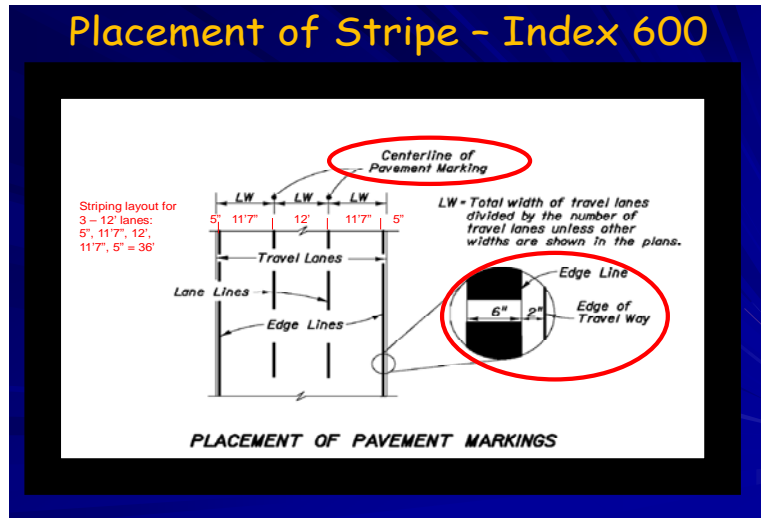 Placement of Stripe – Index 600
Centerline of
Pavement Marking
Striping layout for
3 – 12' lanes:
5", 11'7", 12',
11'7", 5" = 36'
LW LW LW
5" 11'7" 12' 11'7" 5"
LW = Total width of travel lanes
divided by the number of
travel lanes unless other
widths are shown in the plans.
Travel Lanes
Lane Lines
Edge Lines
Edge Line
6" 2"
Edge of
Travel Way
PLACEMENT OF PAVEMENT MARKINGS